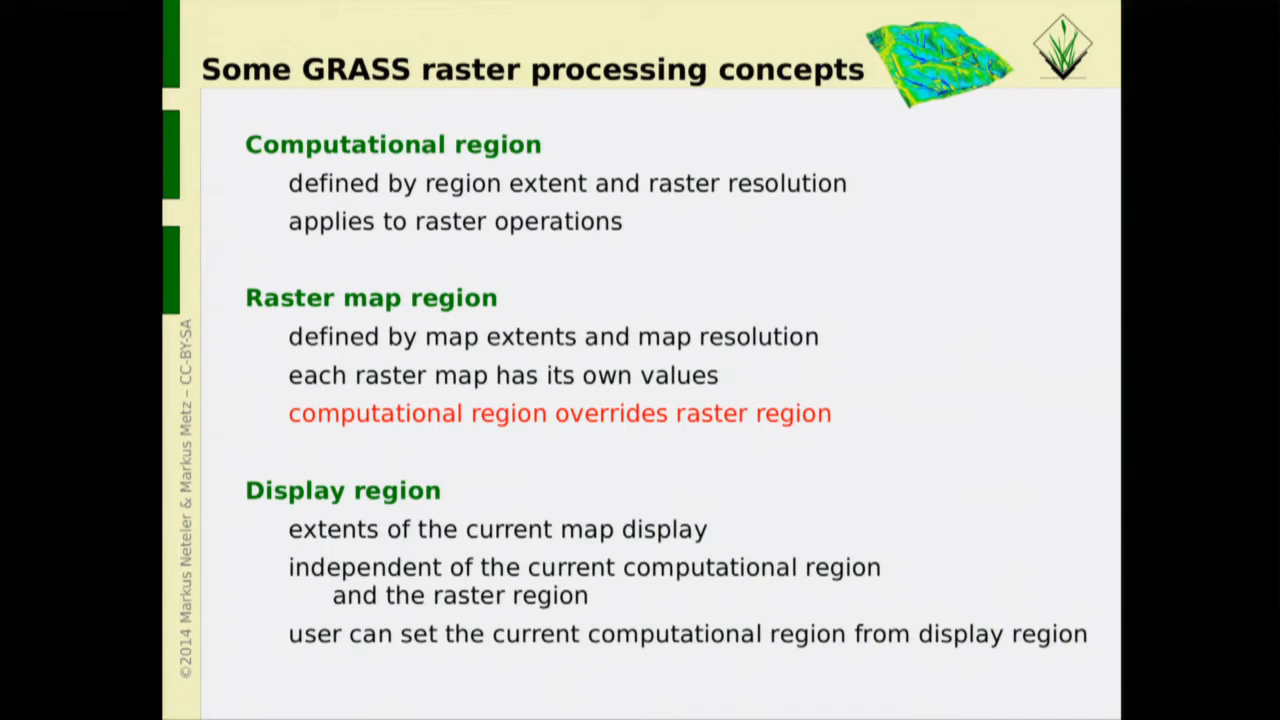 Some GRASS raster processing concepts
Computational region
defined by region extent and raster resolution
applies to raster operations
Raster map region
defined by map extents and map resolution
each raster map has its own values
computational region overrides raster region
Display region
extents of the current map display
independent of the current computational region
and the raster region
user can set the current computational region from display region
©2014 Markus Neteler & Markus Metz – CC-BY-SA